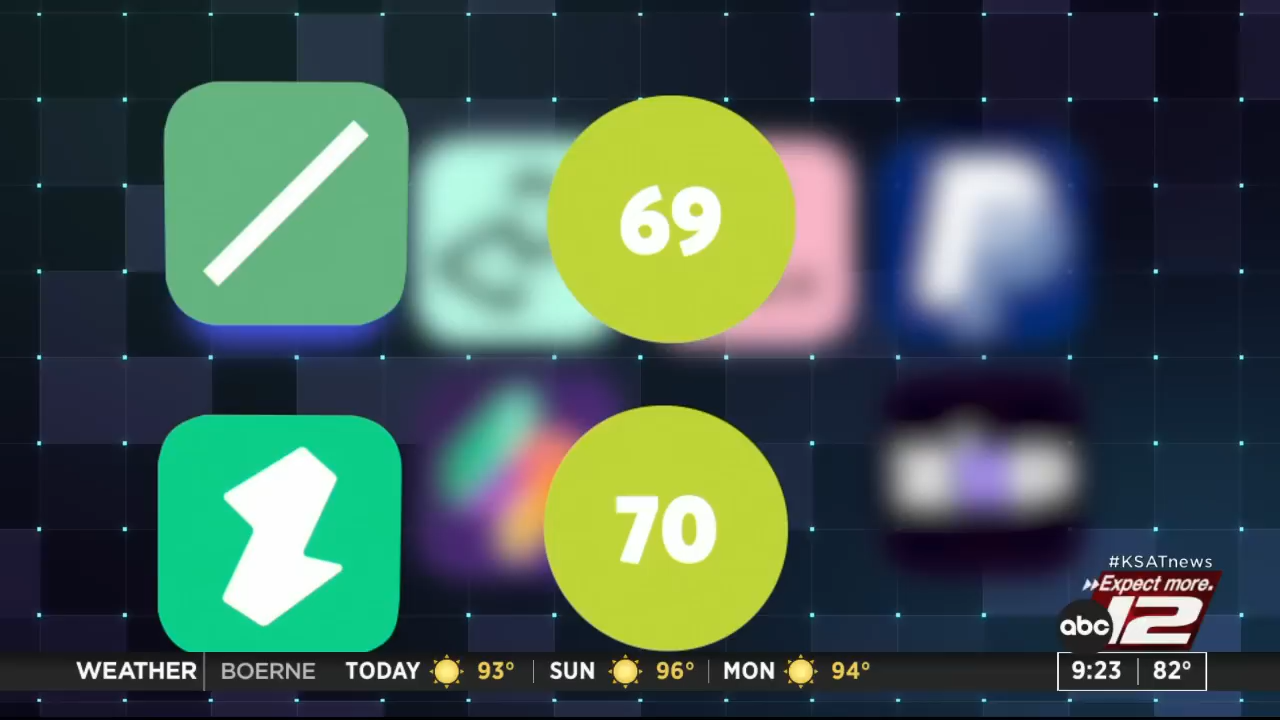 69
70
#KSATnews
Expect more.
abc 12
WEATHER BOERNE TODAY 93° SUN 96° MON 94° 9:23 82°